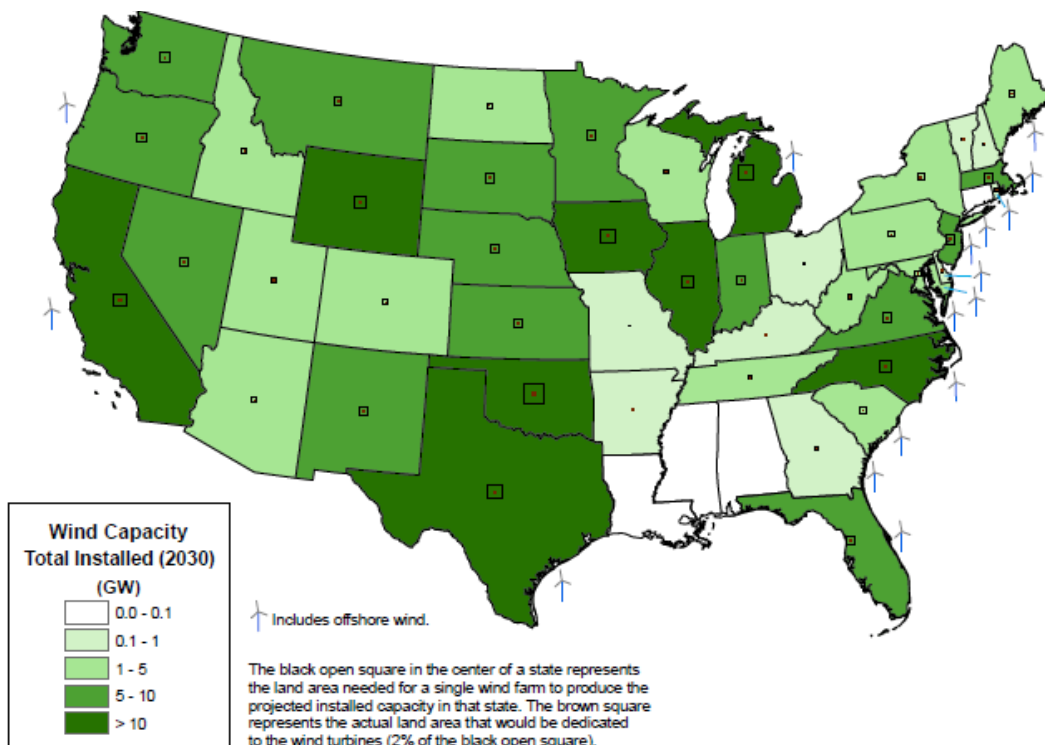 Wind Capacity
Total Installed (2030)
(GW)
0.0 - 0.1
0.1 - 1
1 - 5
5 - 10
> 10
Includes offshore wind.
The black open square in the center of a state represents
the land area needed for a single wind farm to produce the
projected installed capacity in that state. The brown square
represents the actual land area that would be dedicated
to the wind turbines (2% of the black open square).